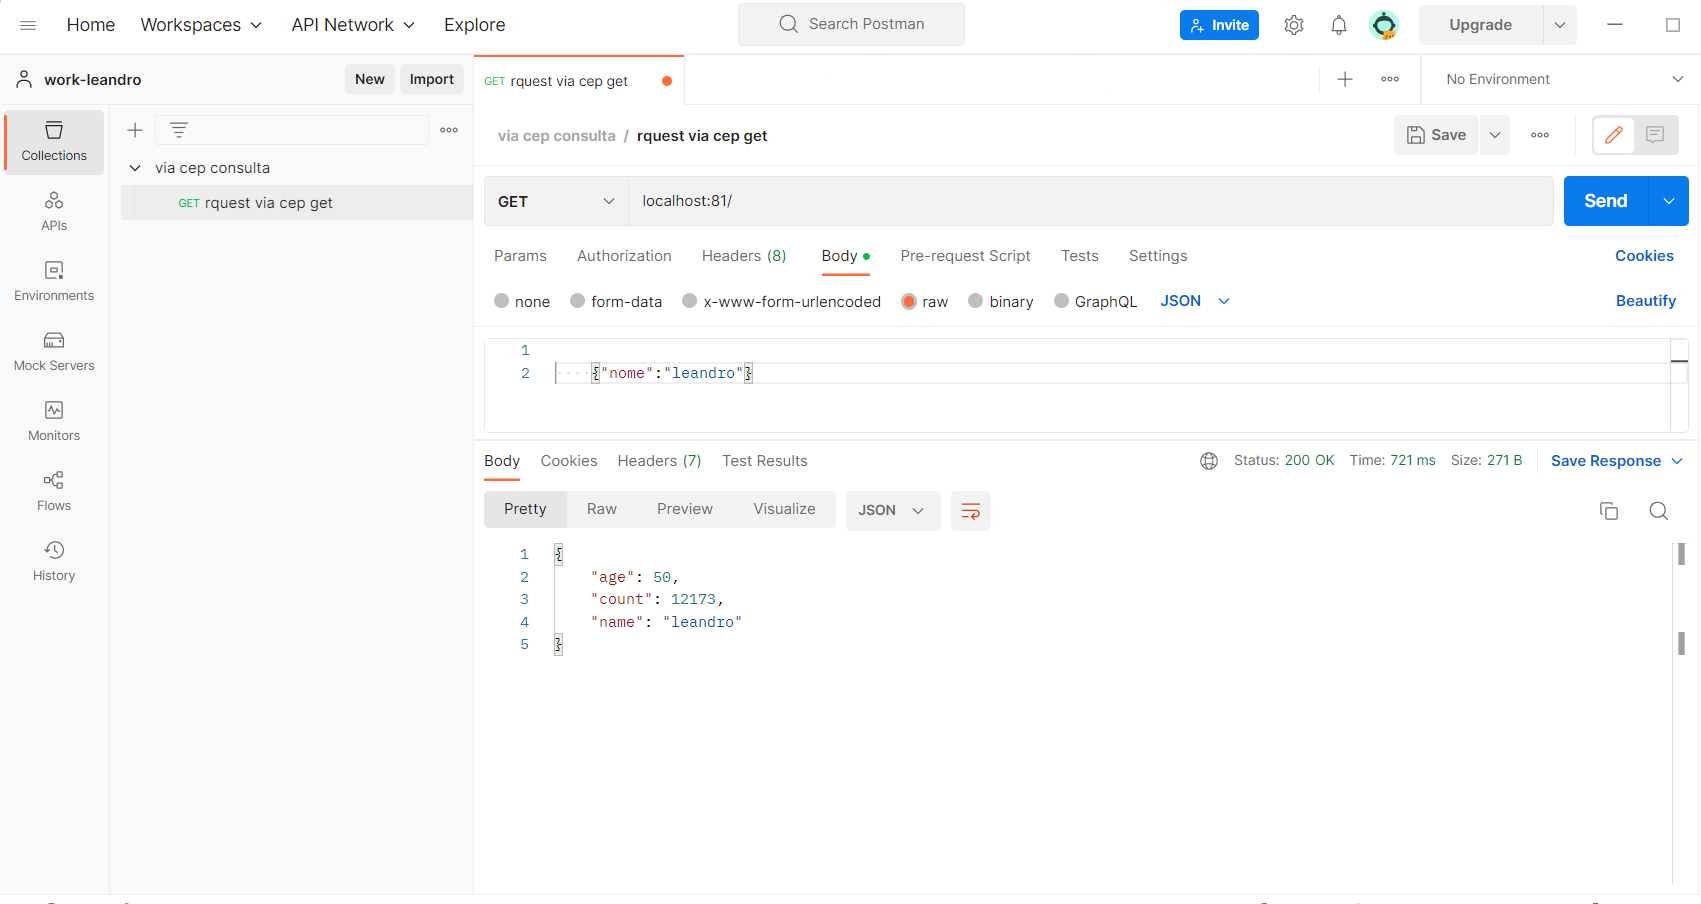 Home Workspaces API Network Explore Search Postman Invite Upgrade
work-leandro New Import GET rquest via cep get No Environment
Collections
APIs
Environments
Mock Servers
Monitors
Flows
History
via cep consulta
GET rquest via cep get
via cep consulta / rquest via cep get Save
GET localhost:81/ Send
Params Authorization Headers (8) Body Pre-request Script Tests Settings Cookies
none form-data x-www-form-urlencoded raw binary GraphQL JSON Beautify
1
2 {"nome":"leandro"}
Body Cookies Headers (7) Test Results Status: 200 OK Time: 721 ms Size: 271 B Save Response
Pretty Raw Preview Visualize JSON
1 {
2 "age": 50,
3 "count": 12173,
4 "name": "leandro"
5 }